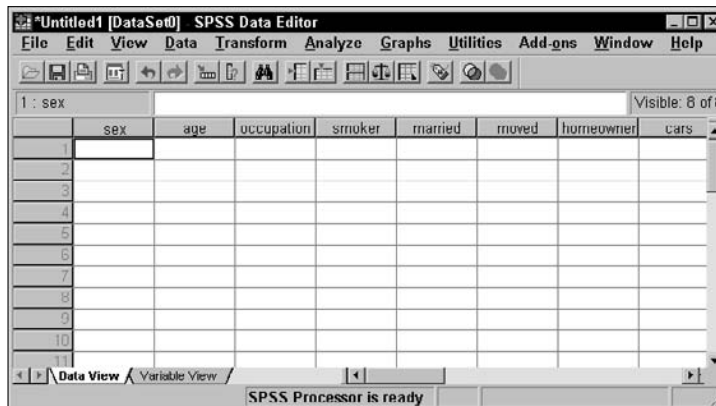 *Untitled1 [DataSet0] - SPSS Data Editor
File Edit View Data Transform Analyze Graphs Utilities Add-ons Window Help
1 : sex Visible: 8 of
sex age occupation smoker married moved homeowner cars
1
2
3
4
5
6
7
8
9
10
11
Data View Variable View
SPSS Processor is ready